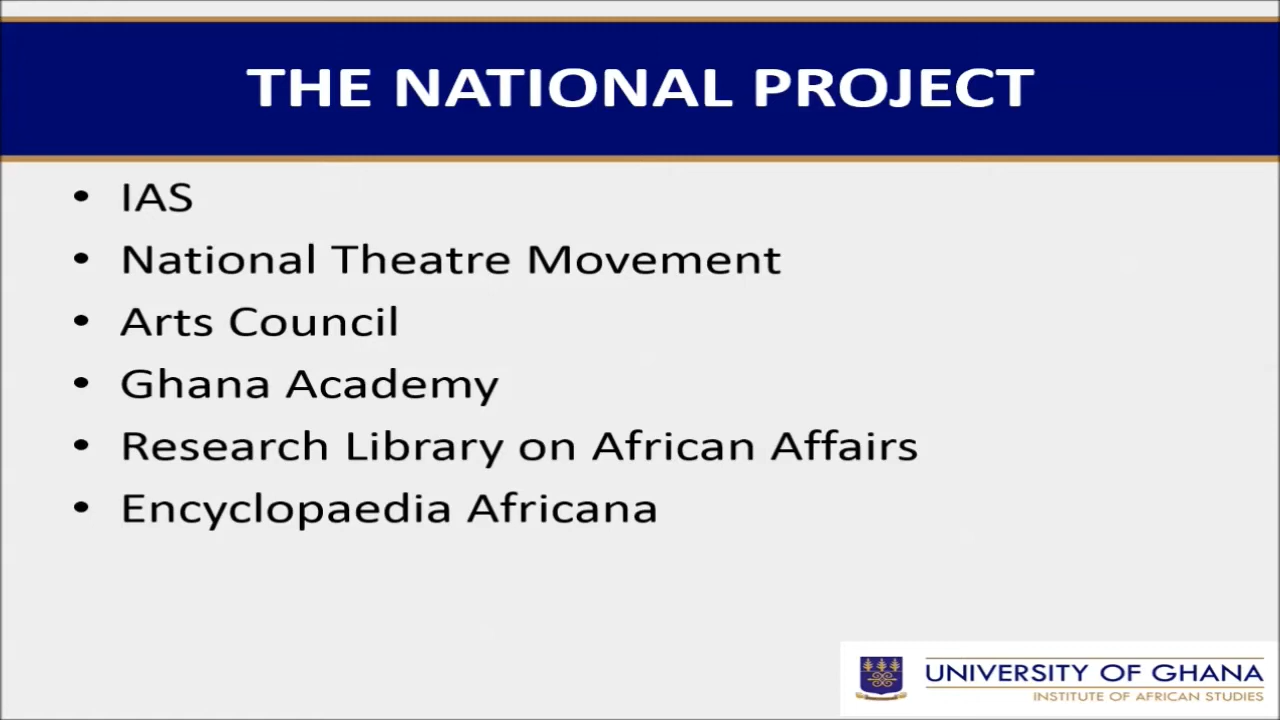 THE NATIONAL PROJECT
• IAS
• National Theatre Movement
• Arts Council
• Ghana Academy
• Research Library on African Affairs
• Encyclopaedia Africana
UNIVERSITY OF GHANA
INSTITUTE OF AFRICAN STUDIES